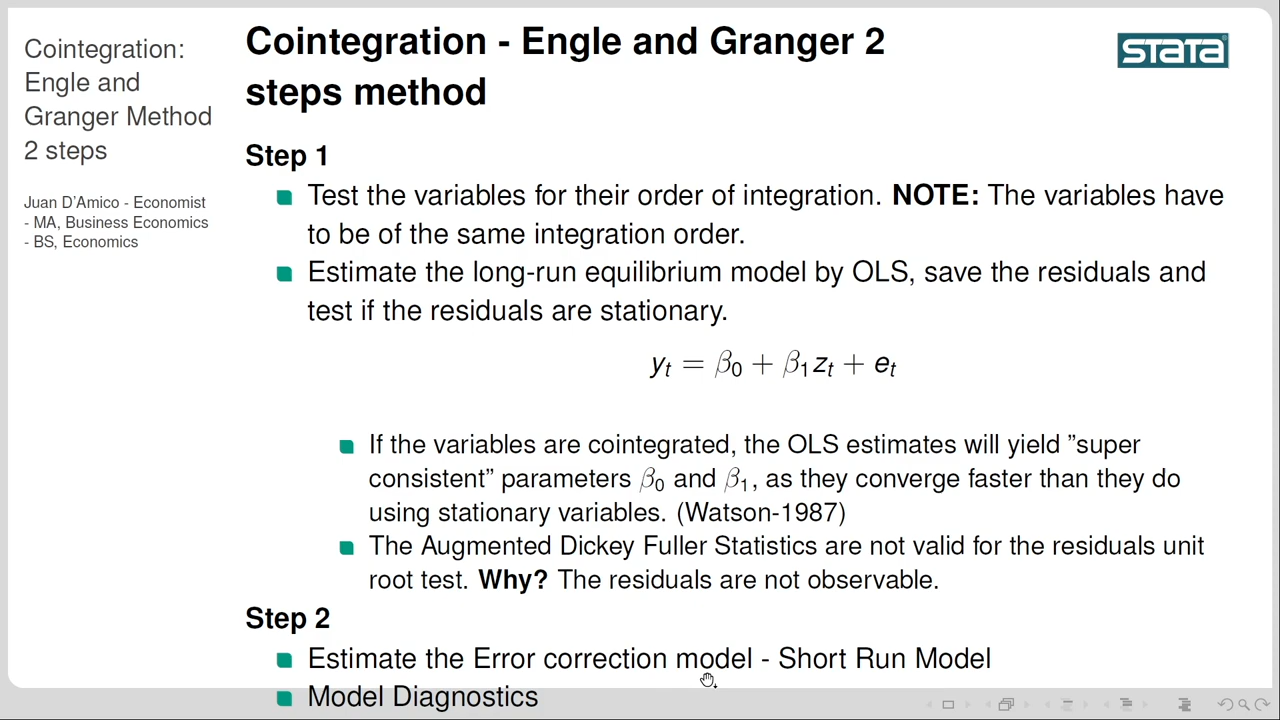 Cointegration:
Engle and
Granger Method
2 steps
Juan D'Amico - Economist
- MA, Business Economics
- BS, Economics
Cointegration - Engle and Granger 2
steps method
STATA
Step 1
Test the variables for their order of integration. NOTE: The variables have
to be of the same integration order.
Estimate the long-run equilibrium model by OLS, save the residuals and
test if the residuals are stationary.
yₜ = β₀ + β₁zₜ + eₜ
If the variables are cointegrated, the OLS estimates will yield ”super
consistent” parameters β₀ and β₁, as they converge faster than they do
using stationary variables. (Watson-1987)
The Augmented Dickey Fuller Statistics are not valid for the residuals unit
root test. Why? The residuals are not observable.
Step 2
Estimate the Error correction model - Short Run Model
Model Diagnostics